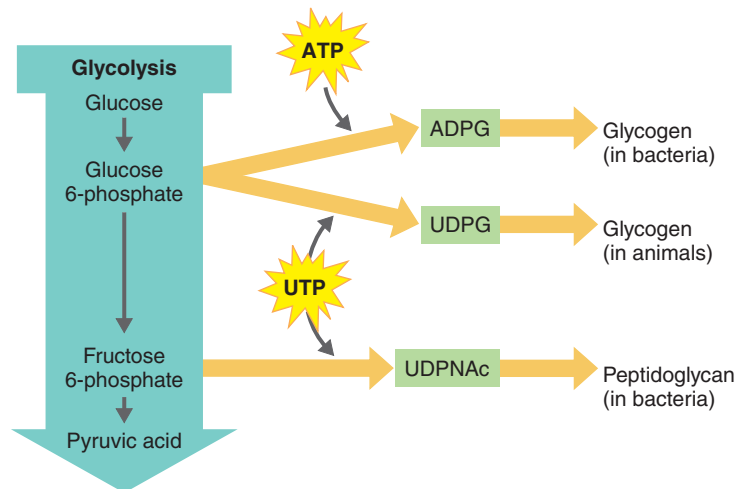 Glycolysis
Glucose
Glucose
6-phosphate
Fructose
6-phosphate
Pyruvic acid
ATP
UTP
ADPG
Glycogen
(in bacteria)
UDPG
Glycogen
(in animals)
UDPNAc
Peptidoglycan
(in bacteria)